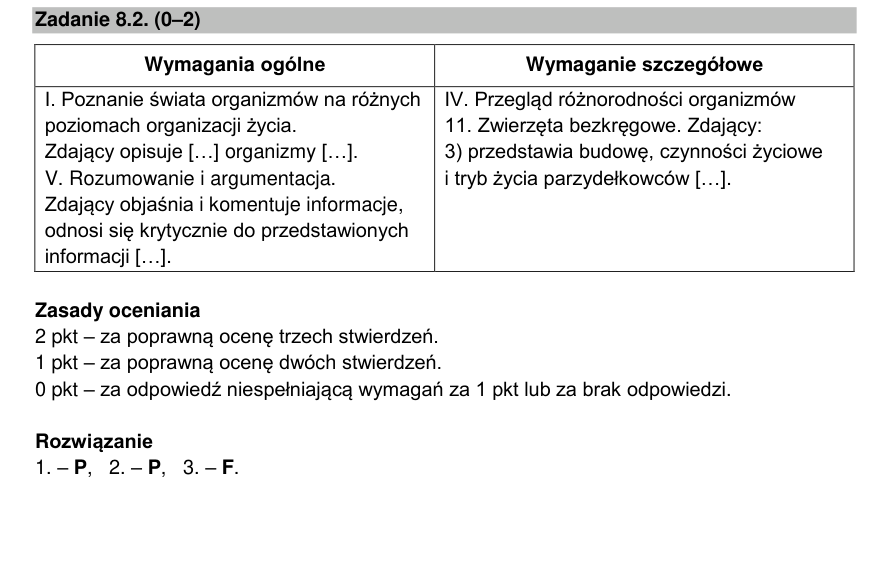 Zadanie 8.2. (0–2)
Wymagania ogólne
Wymaganie szczegółowe
I. Poznanie świata organizmów na różnych
poziomach organizacji życia.
Zdający opisuje […] organizmy […].
V. Rozumowanie i argumentacja.
Zdający objaśnia i komentuje informacje,
odnosi się krytycznie do przedstawionych
informacji […].
IV. Przegląd różnorodności organizmów
11. Zwierzęta bezkręgowe. Zdający:
3) przedstawia budowę, czynności życiowe
i tryb życia parzydełkowców […].
Zasady oceniania
2 pkt – za poprawną ocenę trzech stwierdzeń.
1 pkt – za poprawną ocenę dwóch stwierdzeń.
0 pkt – za odpowiedź niespełniającą wymagań za 1 pkt lub za brak odpowiedzi.
Rozwiązanie
1. – P, 2. – P, 3. – F.